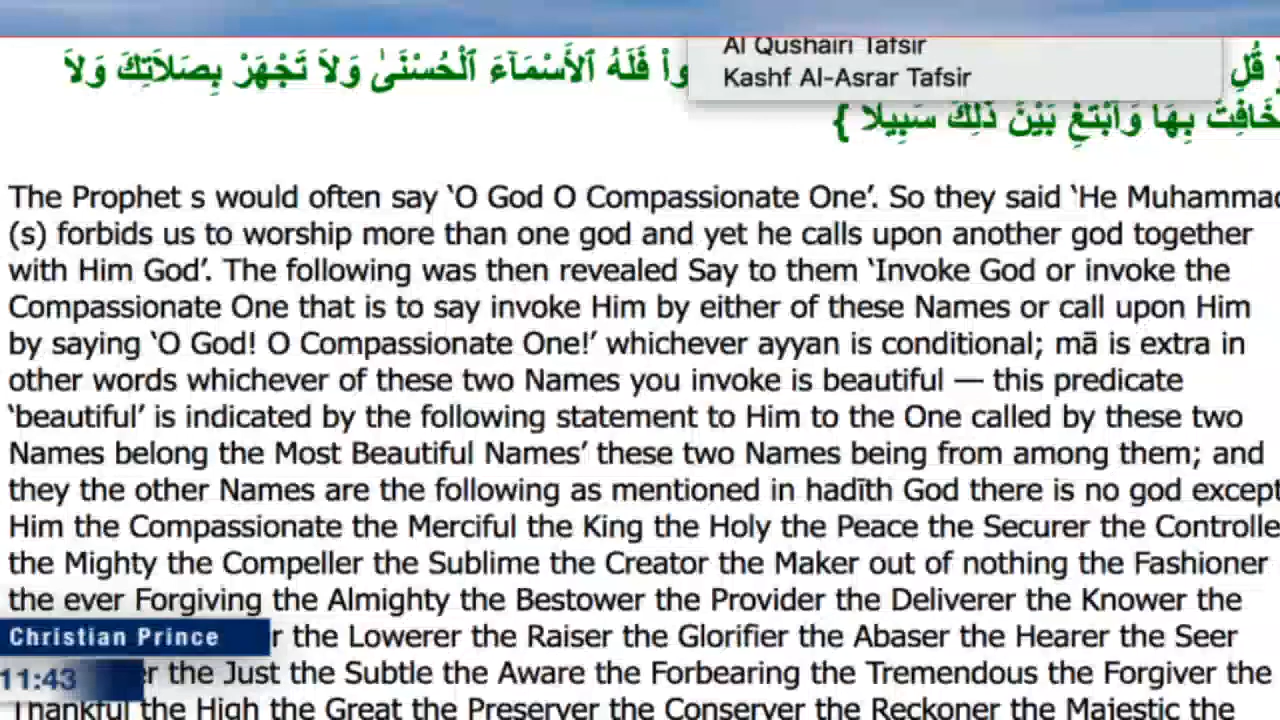 Al Qushairi Tafsir
Kashf Al-Asrar Tafsir
قُلِ
واْ فَلَهُ ٱلأَسْمَآءَ ٱلْحُسْنَىٰ وَلاَ تَجْهَرْ بِصَلاَتِكَ وَلاَ
تُخَافِتْ بِهَا وَٱبْتَغِ بَيْنَ ذَلِكَ سَبِيلاً }
The Prophet s would often say ‘O God O Compassionate One’. So they said ‘He Muhammad
(s) forbids us to worship more than one god and yet he calls upon another god together
with Him God’. The following was then revealed Say to them ‘Invoke God or invoke the
Compassionate One that is to say invoke Him by either of these Names or call upon Him
by saying ‘O God! O Compassionate One!’ whichever ayyan is conditional; mā is extra in
other words whichever of these two Names you invoke is beautiful — this predicate
‘beautiful’ is indicated by the following statement to Him to the One called by these two
Names belong the Most Beautiful Names’ these two Names being from among them; and
they the other Names are the following as mentioned in hadīth God there is no god except
Him the Compassionate the Merciful the King the Holy the Peace the Securer the Controlle
the Mighty the Compeller the Sublime the Creator the Maker out of nothing the Fashioner
the ever Forgiving the Almighty the Bestower the Provider the Deliverer the Knower the
Christian Prince
r the Lowerer the Raiser the Glorifier the Abaser the Hearer the Seer
11:43
er the Just the Subtle the Aware the Forbearing the Tremendous the Forgiver the
Thankful the High the Great the Preserver the Conserver the Reckoner the Majestic the